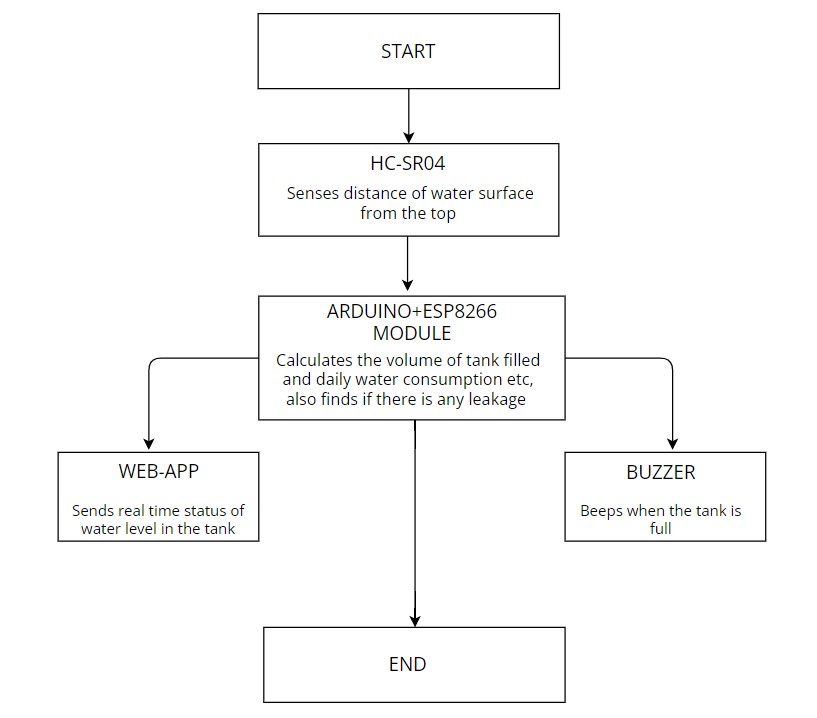 START
HC-SR04
Senses distance of water surface
from the top
ARDUINO+ESP8266
MODULE
Calculates the volume of tank filled
and daily water consumption etc,
also finds if there is any leakage
WEB-APP
Sends real time status of
water level in the tank
BUZZER
Beeps when the tank is
full
END